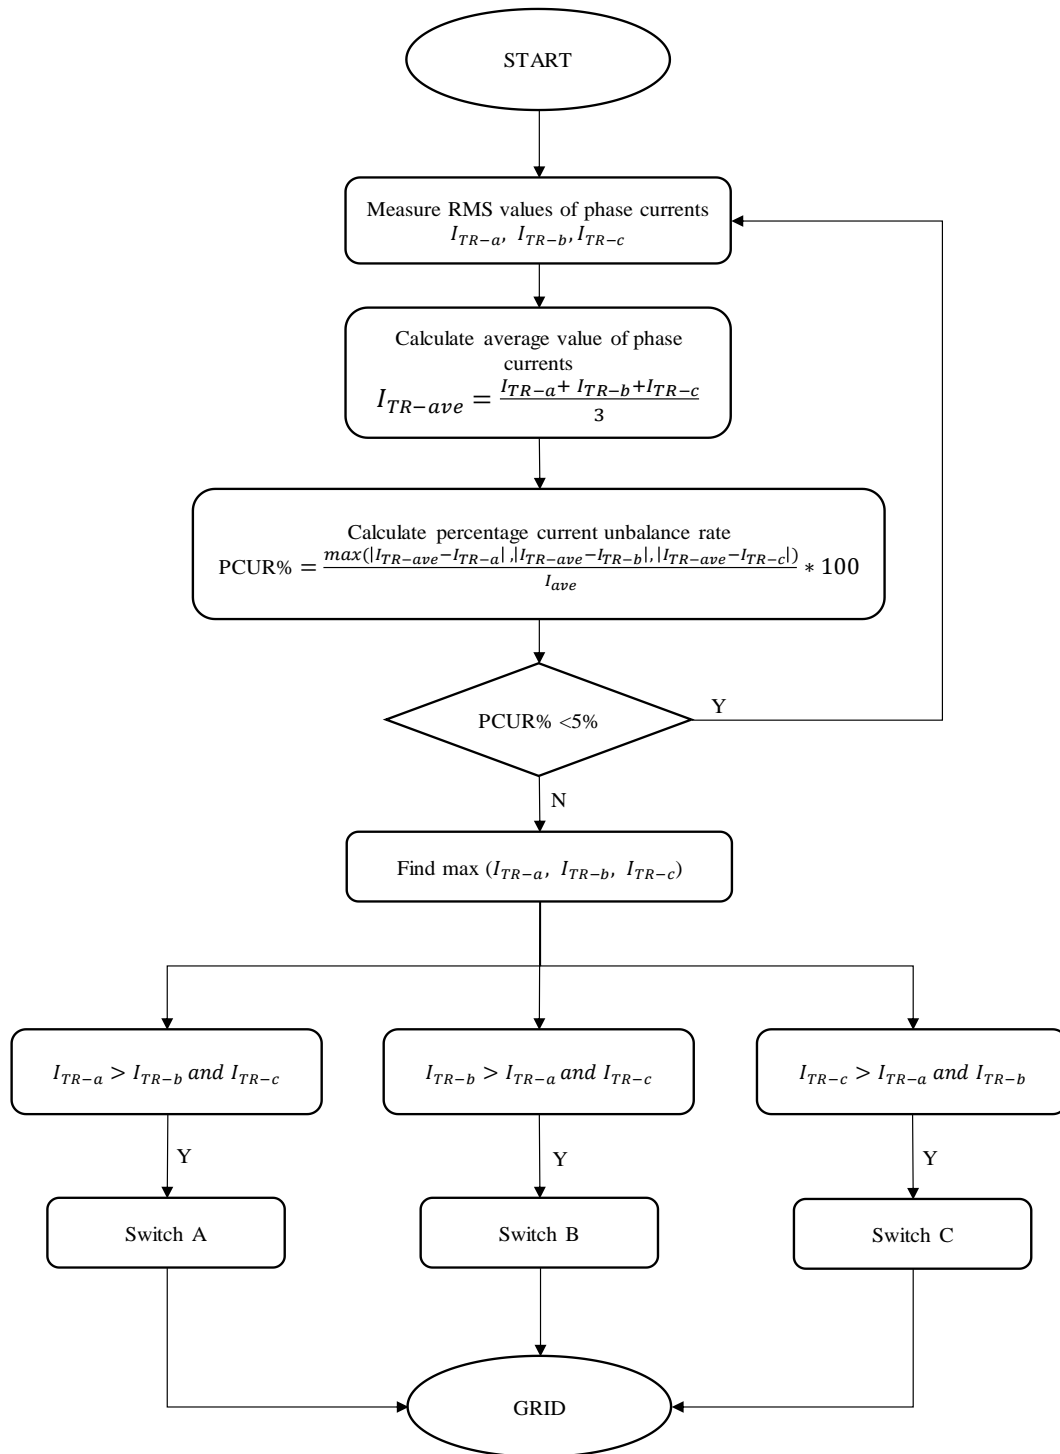 START
Measure RMS values of phase currents
I_{TR−a}, I_{TR−b}, I_{TR−c}
Calculate average value of phase
currents
I_{TR−ave} = \frac{I_{TR−a}+ I_{TR−b}+I_{TR−c}}{3}
Calculate percentage current unbalance rate
PCUR% = \frac{max(|I_{TR−ave}−I_{TR−a}| ,|I_{TR−ave}−I_{TR−b}|, |I_{TR−ave}−I_{TR−c}|)}{I_{ave}} * 100
PCUR% <5%
Y
N
Find max (I_{TR−a}, I_{TR−b}, I_{TR−c})
I_{TR−a} > I_{TR−b} and I_{TR−c}
I_{TR−b} > I_{TR−a} and I_{TR−c}
I_{TR−c} > I_{TR−a} and I_{TR−b}
Y
Y
Y
Switch A
Switch B
Switch C
GRID